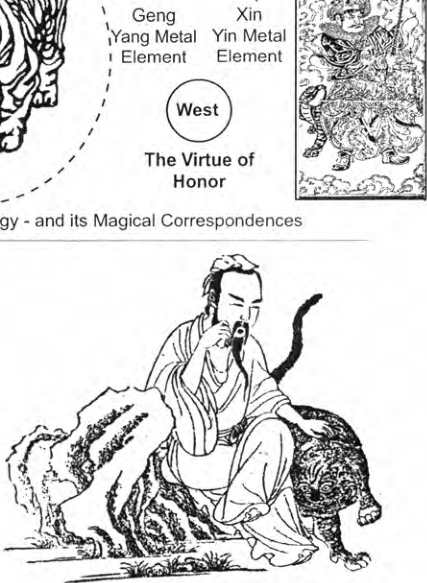 Geng Xin
Yang Metal Yin Metal
Element Element
West
The Virtue of
Honor
gy - and its Magical Correspondences